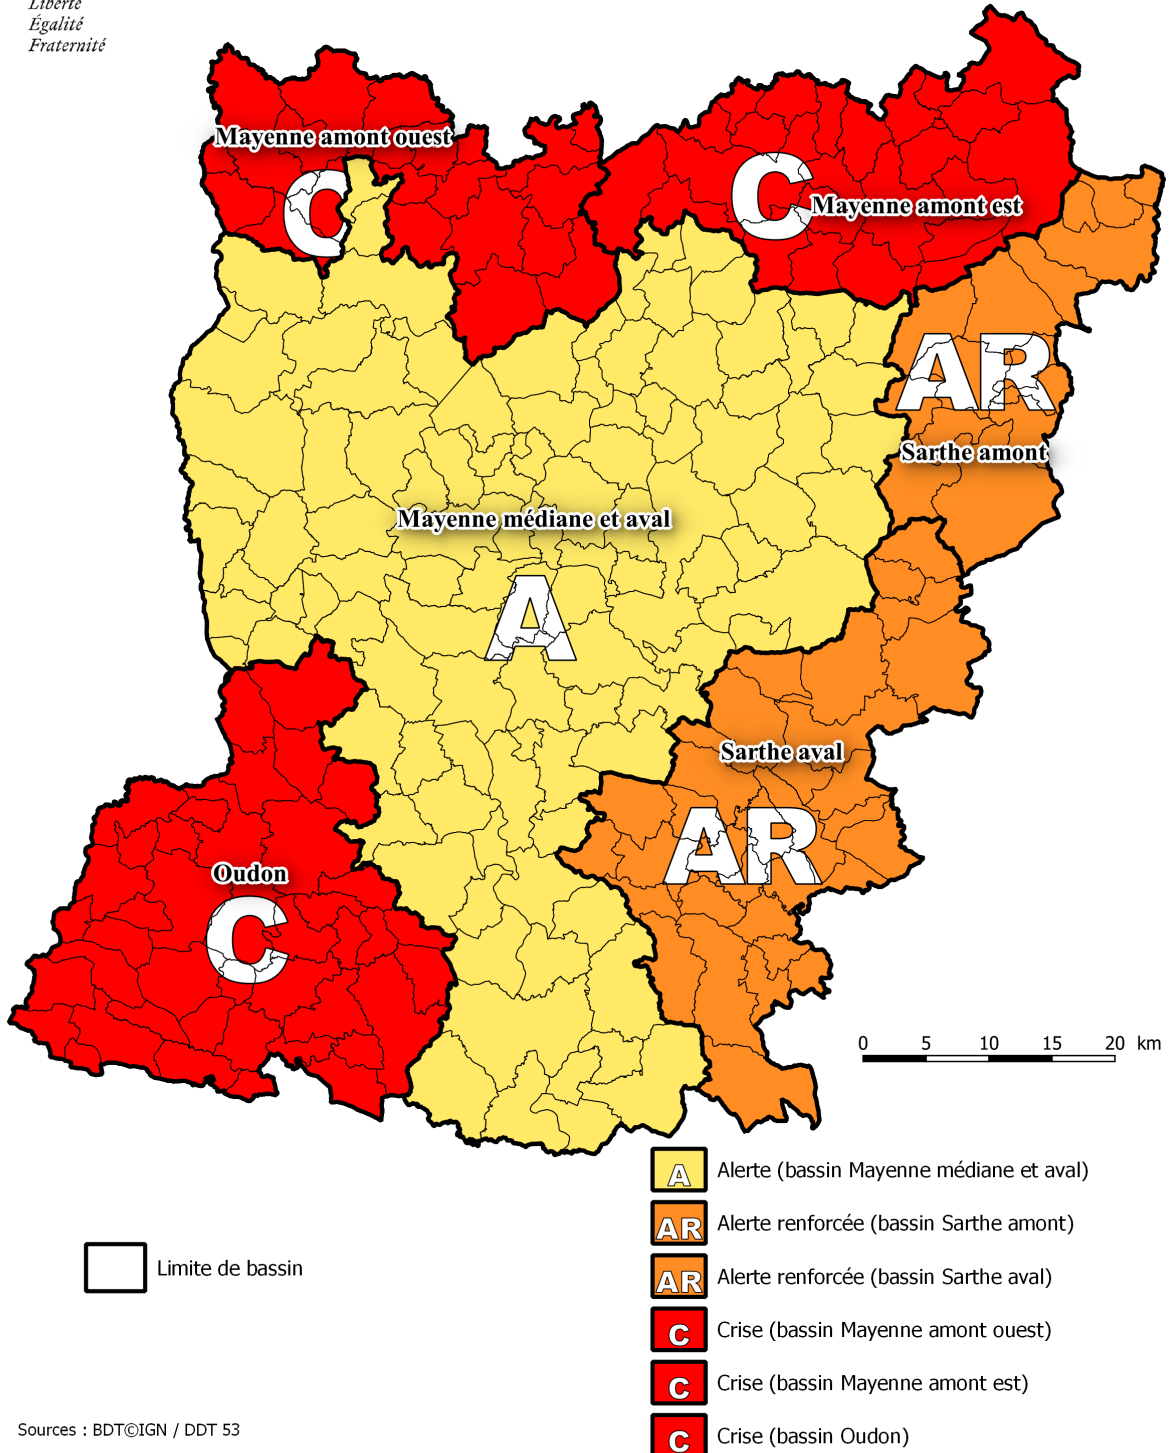 Liberté
Égalité
Fraternité
Mayenne amont ouest
C
C
Mayenne amont est
AR
Sarthe amont
Mayenne médiane et aval
A
Sarthe aval
AR
Oudon
C
0 5 10 15 20 km
A Alerte (bassin Mayenne médiane et aval)
AR Alerte renforcée (bassin Sarthe amont)
AR Alerte renforcée (bassin Sarthe aval)
C Crise (bassin Mayenne amont ouest)
C Crise (bassin Mayenne amont est)
C Crise (bassin Oudon)
Limite de bassin
Sources : BDT©IGN / DDT 53